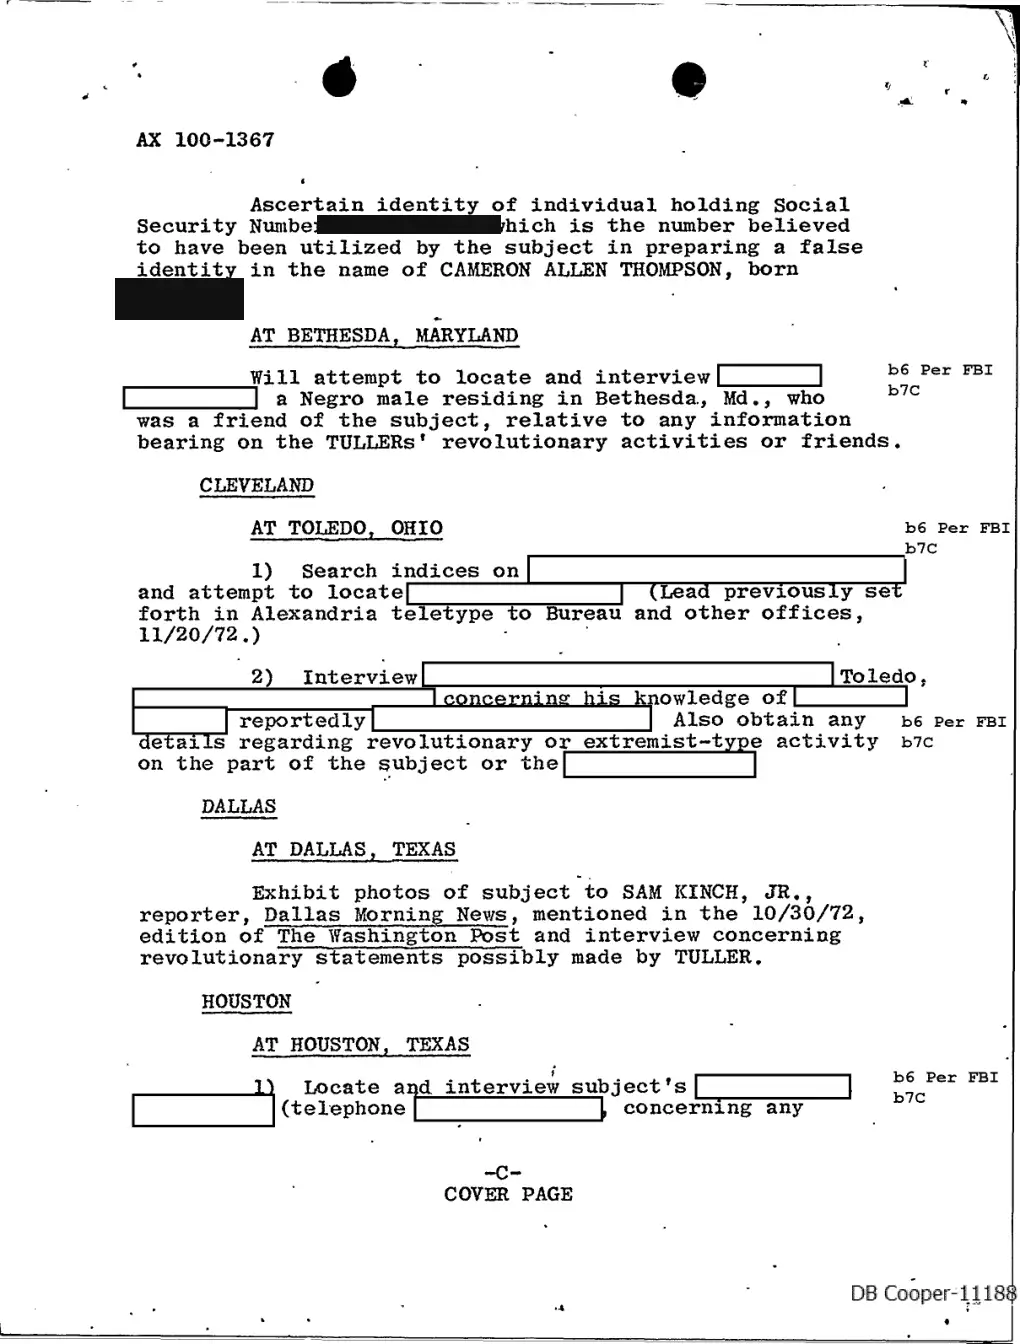 AX 100-1367
Ascertain identity of individual holding Social
Security Number which is the number believed
to have been utilized by the subject in preparing a false
identity in the name of CAMERON ALLEN THOMPSON, born
AT BETHESDA, MARYLAND
Will attempt to locate and interview
b6 Per FBI
b7C
a Negro male residing in Bethesda, Md., who
was a friend of the subject, relative to any information
bearing on the TULLERs' revolutionary activities or friends.
CLEVELAND
AT TOLEDO, OHIO
b6 Per FBI
b7C
1) Search indices on
and attempt to locate (Lead previously set
forth in Alexandria teletype to Bureau and other offices,
11/20/72.)
2) Interview Toledo,
concerning his knowledge of
reportedly Also obtain any
b6 Per FBI
b7C
details regarding revolutionary or extremist-type activity
on the part of the subject or the
DALLAS
AT DALLAS, TEXAS
Exhibit photos of subject to SAM KINCH, JR.,
reporter, Dallas Morning News, mentioned in the 10/30/72,
edition of The Washington Post and interview concerning
revolutionary statements possibly made by TULLER.
HOUSTON
AT HOUSTON, TEXAS
1) Locate and interview subject's
b6 Per FBI
b7C
(telephone , concerning any
-C-
COVER PAGE
DB Cooper-11188